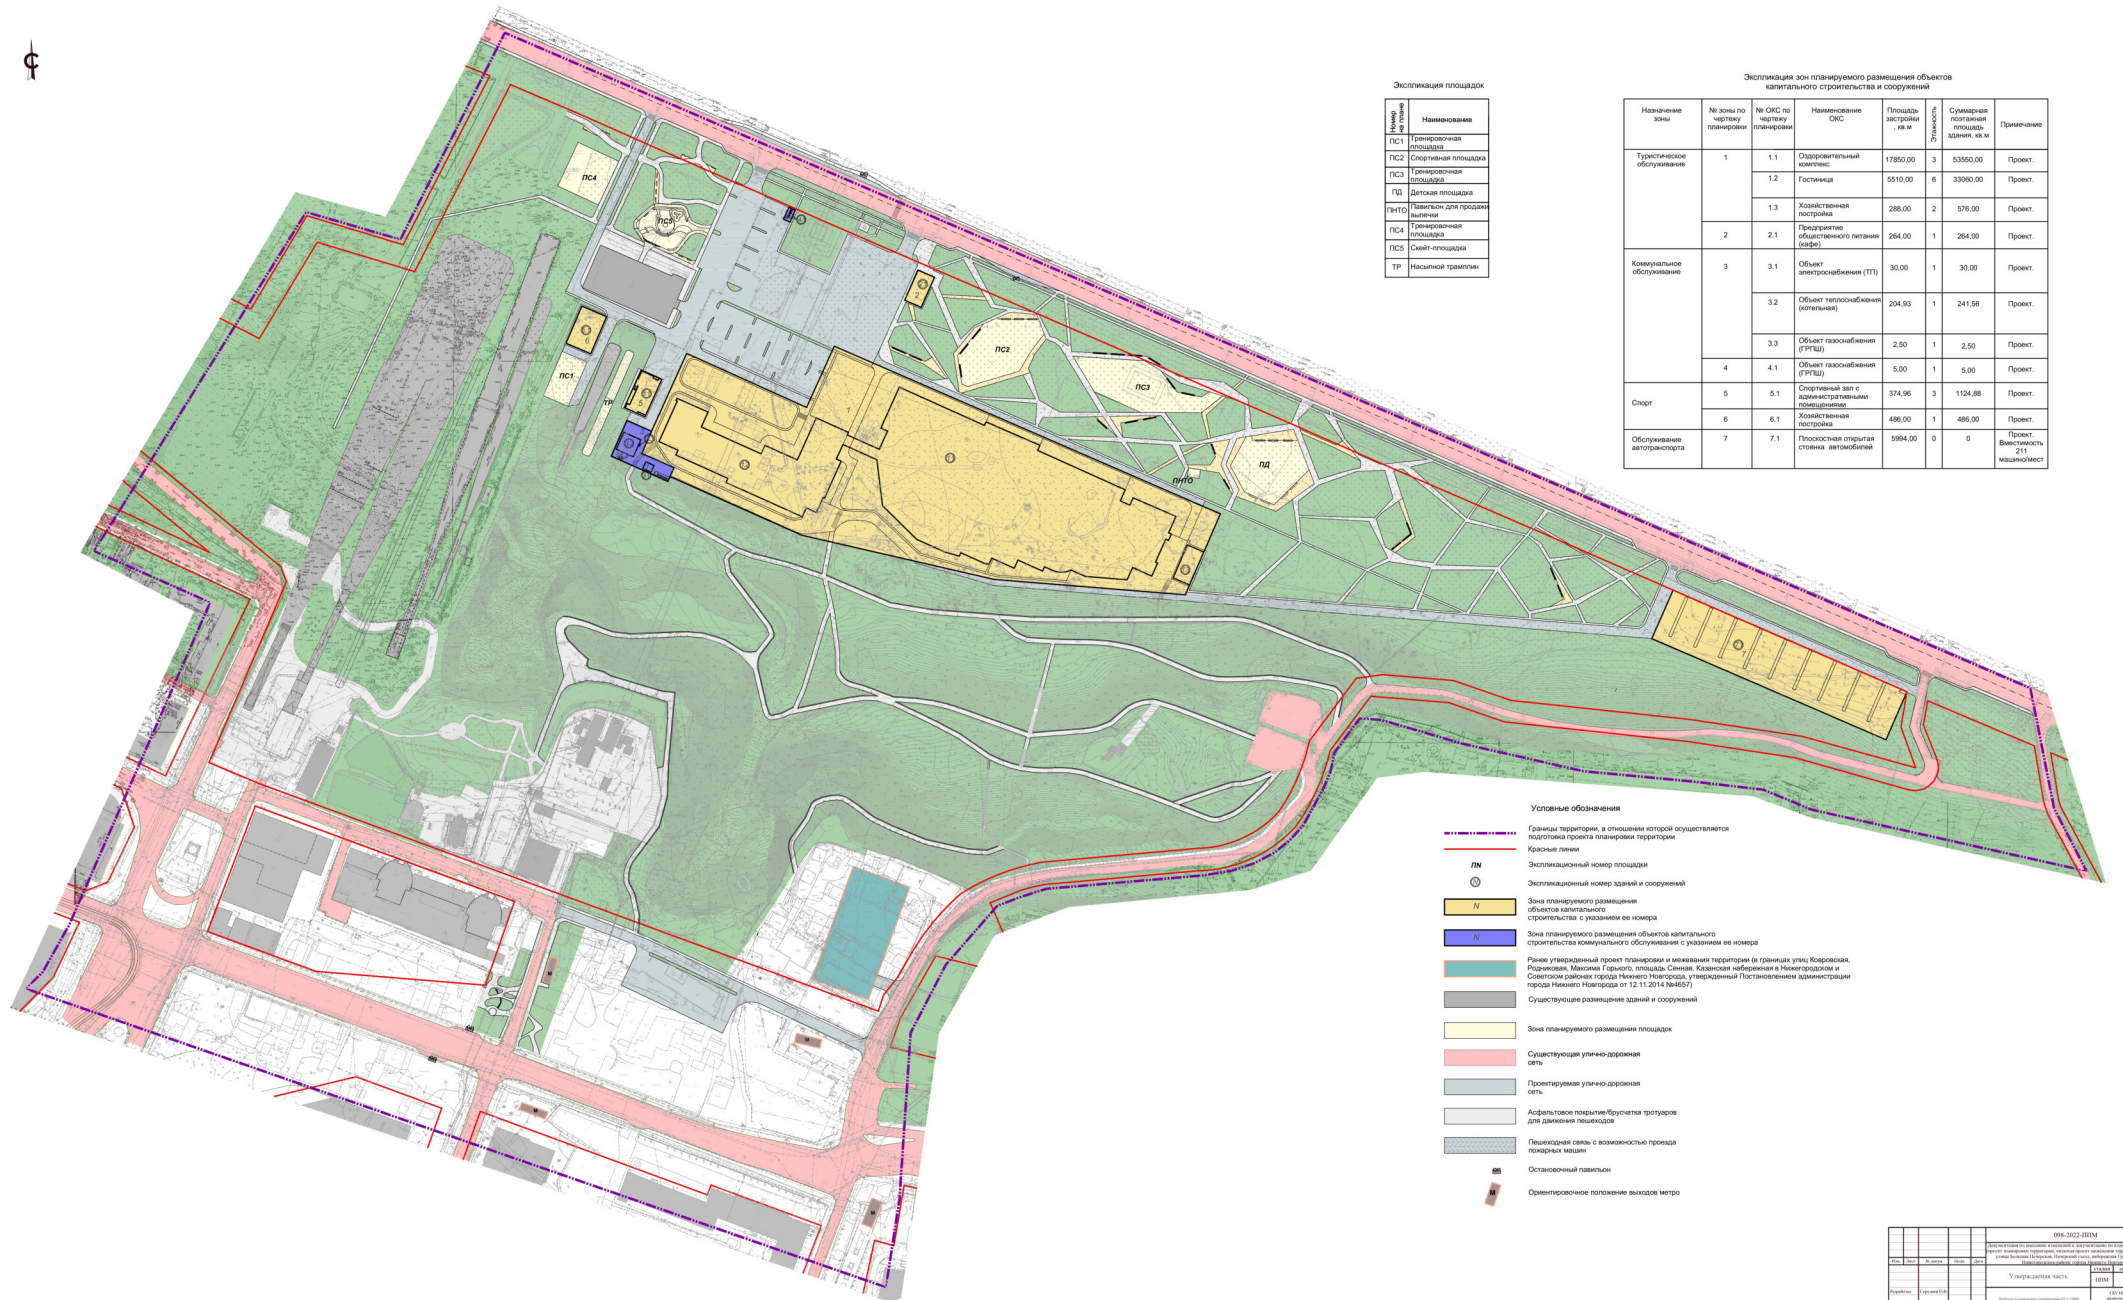 Экспликация площадок
Номер на плане
Наименование
ПС1 Тренировочная площадка
ПС2 Спортивная площадка
ПС3 Тренировочная площадка
ПД Детская площадка
ПНТО Павильон для продажи выпечки
ПС4 Тренировочная площадка
ПС5 Скейт-площадка
ТР Насыпной трамплин
Экспликация зон планируемого размещения объектов
капитального строительства и сооружений
Назначение зоны
№ зоны по чертежу планировки
№ ОКС по чертежу планировки
Наименование ОКС
Площадь застройки, кв.м
Этажность
Суммарная поэтажная площадь здания, кв.м
Примечание
Туристическое обслуживание 1 1.1 Оздоровительный комплекс 17850,00 3 53550,00 Проект.
1.2 Гостиница 5510,00 6 33060,00 Проект.
1.3 Хозяйственная постройка 288,00 2 576,00 Проект.
2 2.1 Предприятие общественного питания (кафе) 264,00 1 264,00 Проект.
Коммунальное обслуживание 3 3.1 Объект электроснабжения (ТП) 30,00 1 30,00 Проект.
3.2 Объект теплоснабжения (котельная) 204,93 1 241,56 Проект.
3.3 Объект газоснабжения (ГРПШ) 2,50 1 2,50 Проект.
4 4.1 Объект газоснабжения (ГРПШ) 5,00 1 5,00 Проект.
Спорт 5 5.1 Спортивный зал с административными помещениями 374,96 3 1124,88 Проект.
6 6.1 Хозяйственная постройка 486,00 1 486,00 Проект.
Обслуживание автотранспорта 7 7.1 Плоскостная открытая стоянка автомобилей 5994,00 0 0 Проект. Вместимость 211 машино/мест
ПС4
ПС5
2
6
ПС1
ТР
5
1
ПС2
ПС3
ПД
ПНТО
7
М
М
М
М
Условные обозначения
Границы территории, в отношении которой осуществляется
подготовка проекта планировки территории
Красные линии
ПN Экспликационный номер площадки
N Экспликационный номер зданий и сооружений
N Зона планируемого размещения
объектов капитального
строительства с указанием ее номера
N Зона планируемого размещения объектов капитального
строительства коммунального обслуживания с указанием ее номера
Ранее утвержденный проект планировки и межевания территории (в границах улиц Ковровская,
Родниковая, Максима Горького, площадь Сенная, Казанская набережная в Нижегородском и
Советском районах города Нижнего Новгорода, утвержденный Постановлением администрации
города Нижнего Новгорода от 12.11.2014 №4657)
Существующее размещение зданий и сооружений
Зона планируемого размещения площадок
Существующая улично-дорожная
сеть
Проектируемая улично-дорожная
сеть
Асфальтовое покрытие/брусчатка тротуаров
для движения пешеходов
Пешеходная связь с возможностью проезда
пожарных машин
Остановочный павильон
М Ориентировочное положение выходов метро
098-2022-ППМ
Утверждаемая часть
ППМ